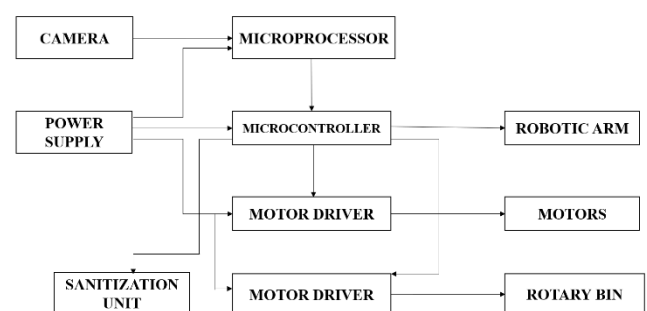 CAMERA
MICROPROCESSOR
POWER
SUPPLY
MICROCONTROLLER
ROBOTIC ARM
MOTOR DRIVER
MOTORS
SANITIZATION
UNIT
MOTOR DRIVER
ROTARY BIN